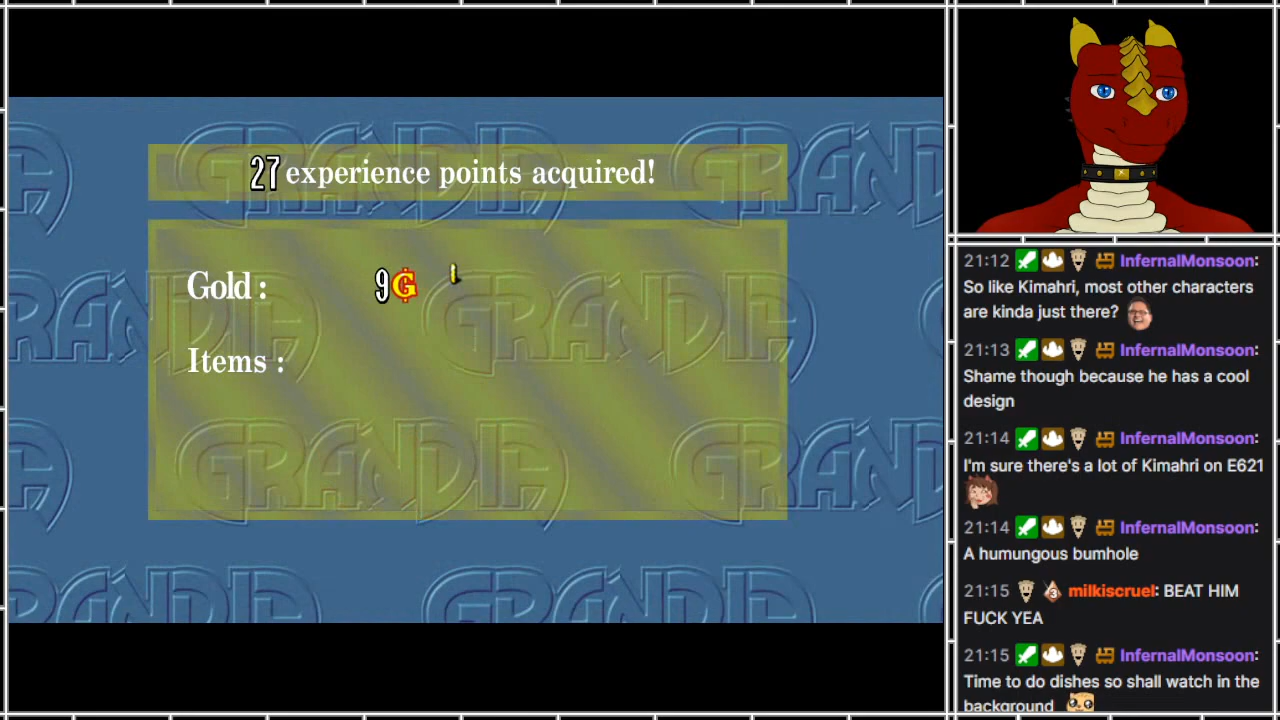 GRANDIA
27 experience points acquired!
Gold : 9G
Items :
21:12 InfernalMonsoon:
So like Kimahri, most other characters
are kinda just there?
21:13 InfernalMonsoon:
Shame though because he has a cool
design
21:14 InfernalMonsoon:
I'm sure there's a lot of Kimahri on E621
21:14 InfernalMonsoon:
A humungous bumhole
21:15 milkiscruel: BEAT HIM
FUCK YEA
21:15 InfernalMonsoon:
Time to do dishes so shall watch in the
background